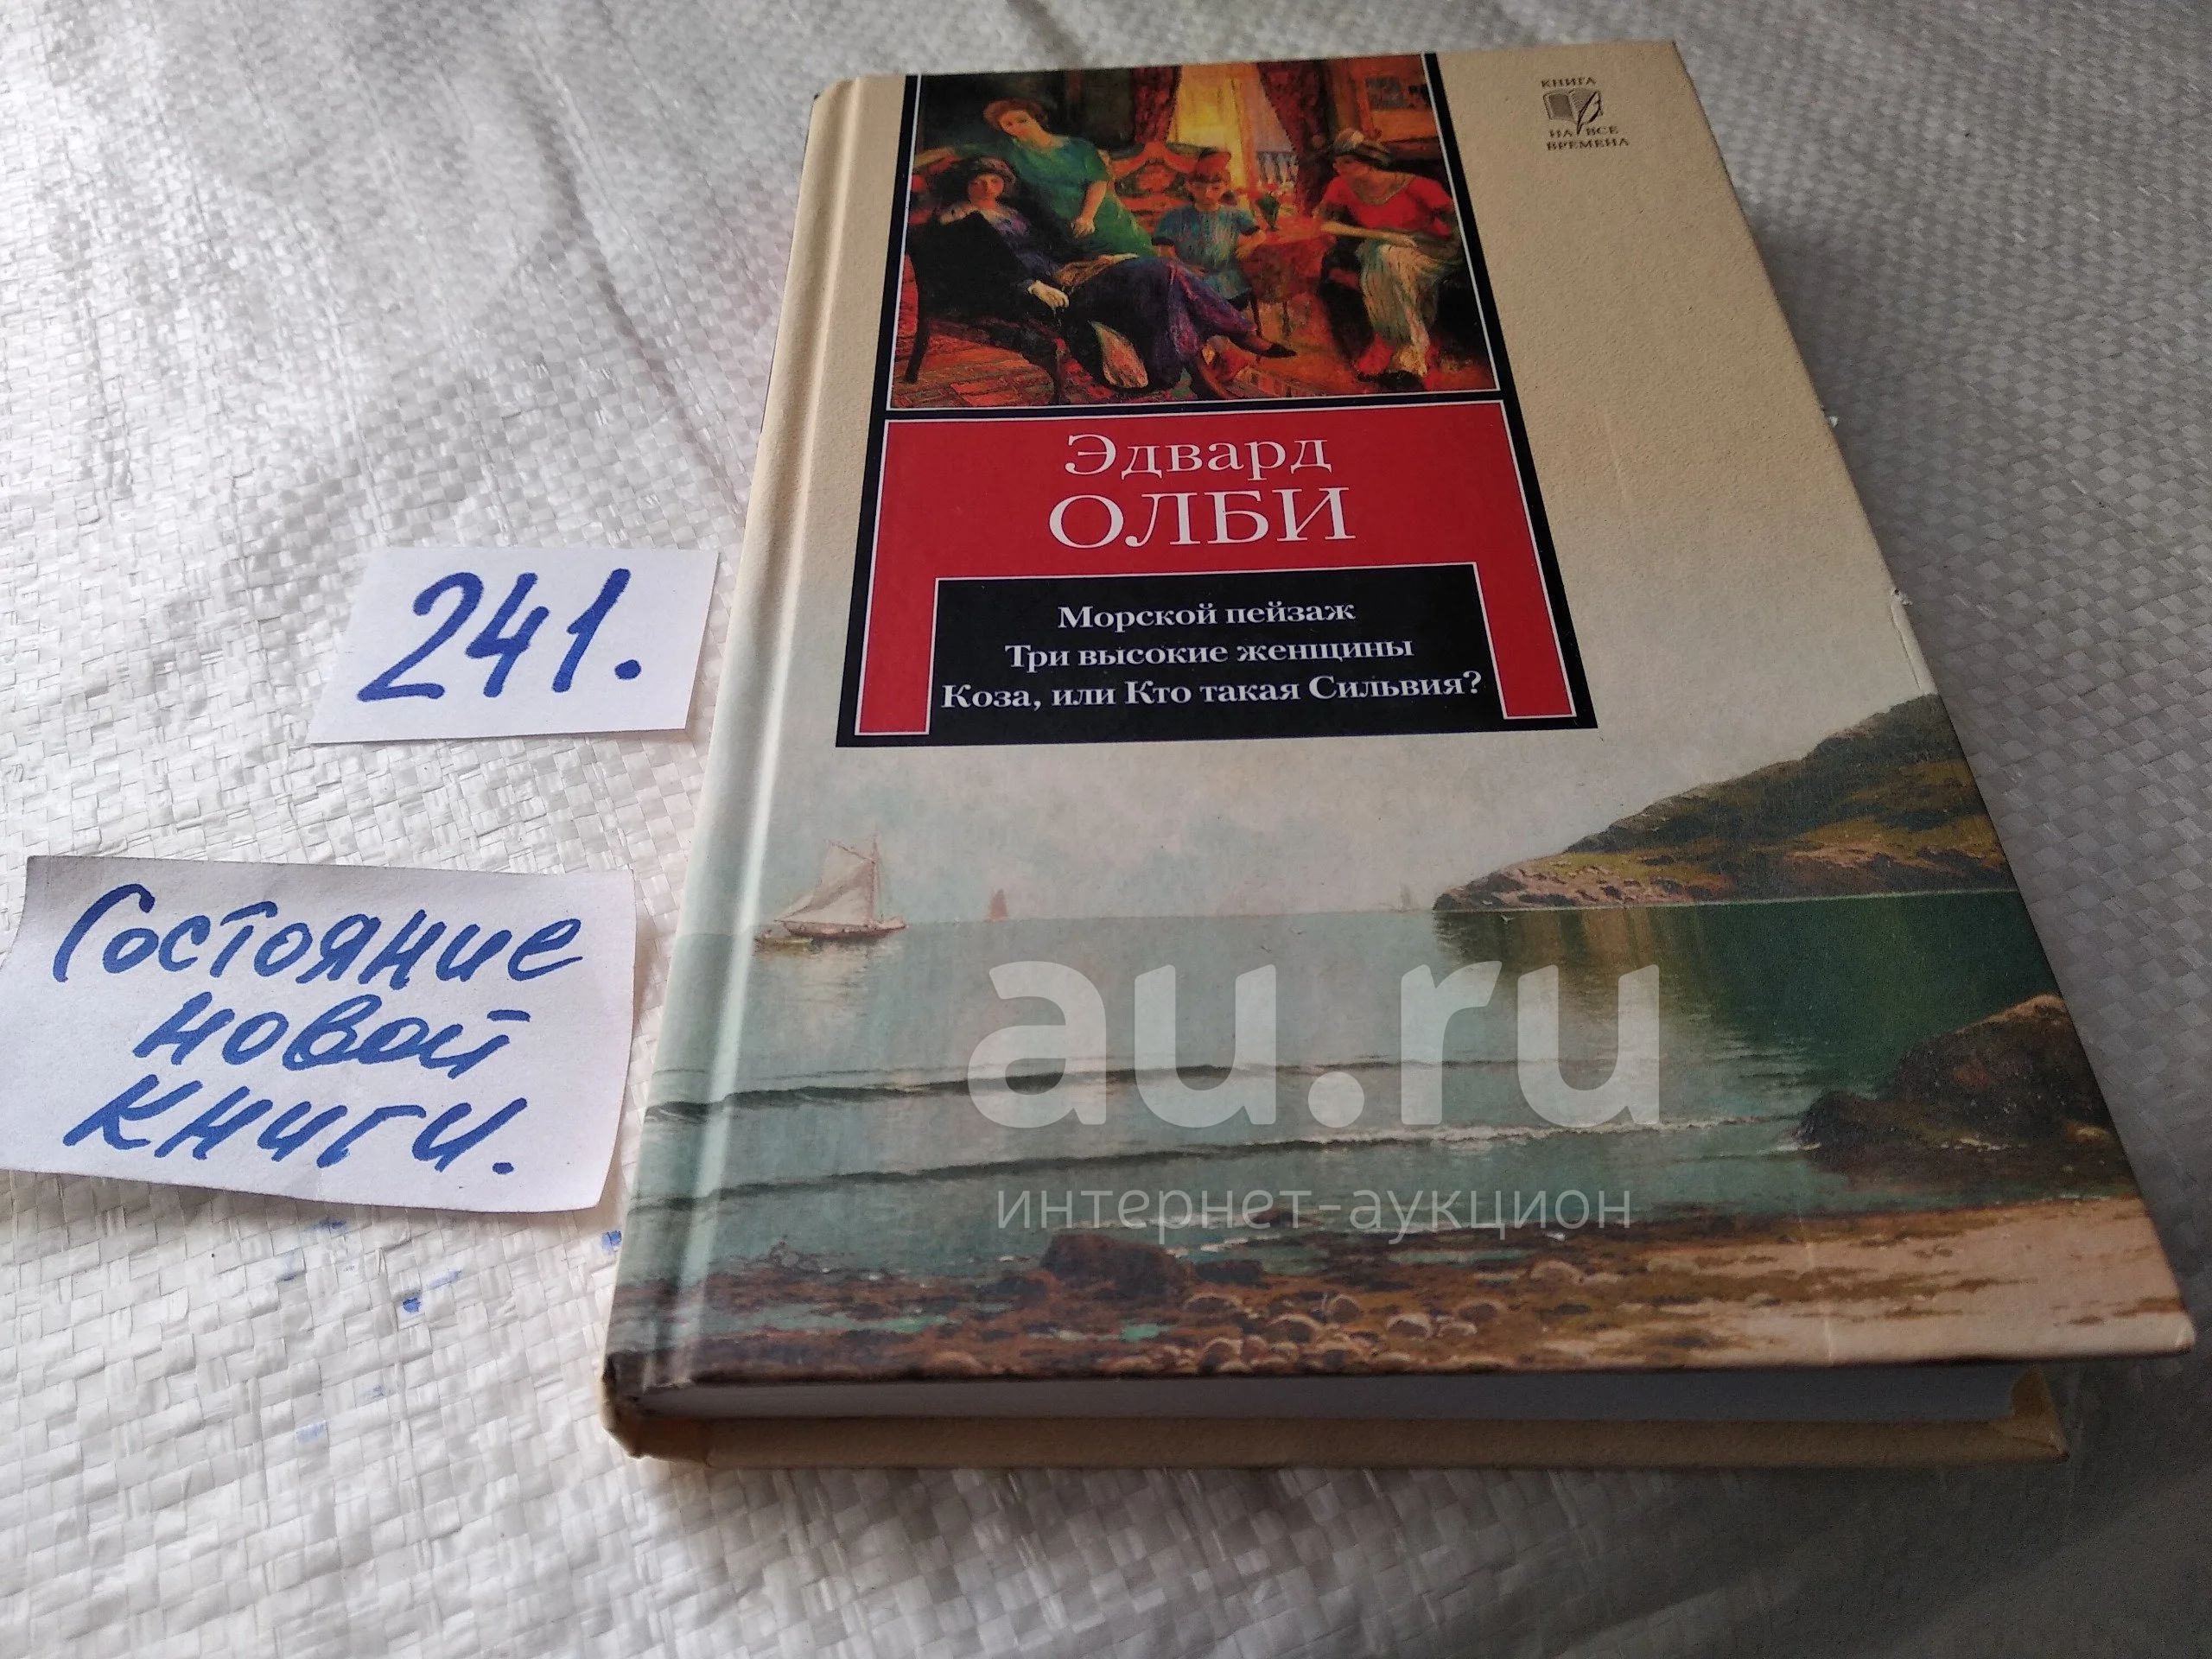 КНИГА
НА ВСЕ
ВРЕМЕНА
Эдвард
ОЛБИ
Морской пейзаж
Три высокие женщины
Коза, или Кто такая Сильвия?
241.
Состояние
новой
книги.
au.ru
интернет-аукцион